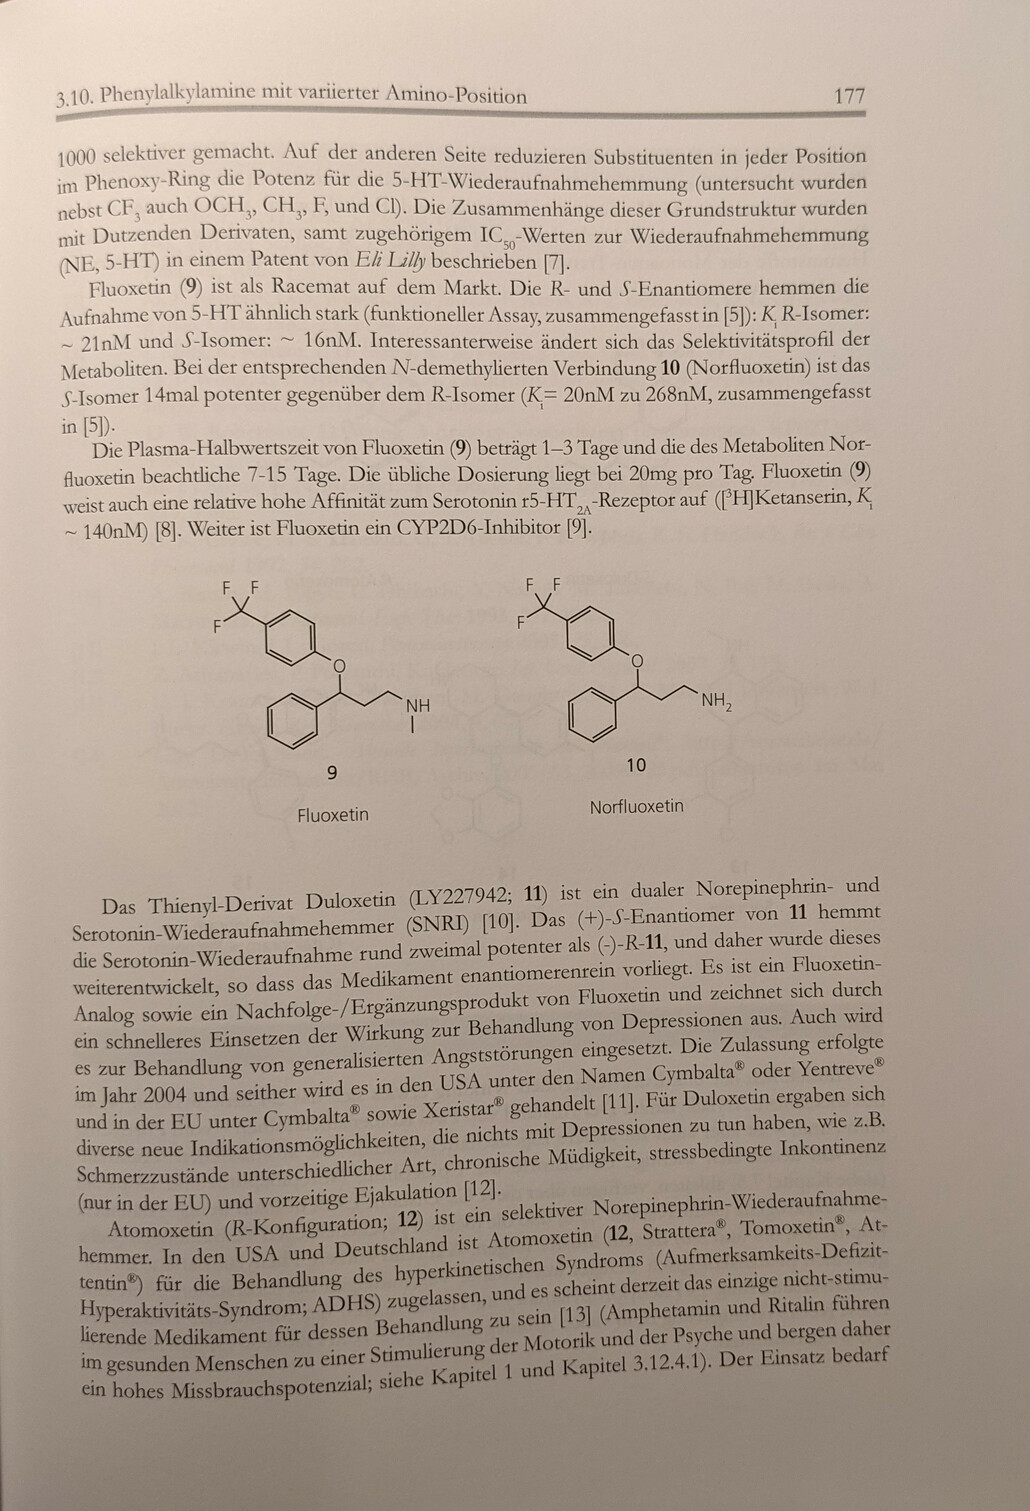 3.10. Phenylalkylamine mit variierter Amino-Position 177
1000 selektiver gemacht. Auf der anderen Seite reduzieren Substituenten in jeder Position
im Phenoxy-Ring die Potenz für die 5-HT-Wiederaufnahmehemmung (untersucht wurden
nebst CF3 auch OCH3, CH3, F, und Cl). Die Zusammenhänge dieser Grundstruktur wurden
mit Dutzenden Derivaten, samt zugehörigem IC50-Werten zur Wiederaufnahmehemmung
(NE, 5-HT) in einem Patent von Eli Lilly beschrieben [7].
Fluoxetin (9) ist als Racemat auf dem Markt. Die R- und S-Enantiomere hemmen die
Aufnahme von 5-HT ähnlich stark (funktioneller Assay, zusammengefasst in [5]): Ki R-Isomer:
~ 21nM und S-Isomer: ~ 16nM. Interessanterweise ändert sich das Selektivitätsprofil der
Metaboliten. Bei der entsprechenden N-demethylierten Verbindung 10 (Norfluoxetin) ist das
S-Isomer 14mal potenter gegenüber dem R-Isomer (Ki= 20nM zu 268nM, zusammengefasst
in [5]).
Die Plasma-Halbwertszeit von Fluoxetin (9) beträgt 1–3 Tage und die des Metaboliten Nor-
fluoxetin beachtliche 7-15 Tage. Die übliche Dosierung liegt bei 20mg pro Tag. Fluoxetin (9)
weist auch eine relative hohe Affinität zum Serotonin r5-HT2A-Rezeptor auf ([3H]Ketanserin, Ki
~ 140nM) [8]. Weiter ist Fluoxetin ein CYP2D6-Inhibitor [9].
F F
F
O
NH
9
Fluoxetin
F F
F
O
NH2
10
Norfluoxetin
Das Thienyl-Derivat Duloxetin (LY227942; 11) ist ein dualer Norepinephrin- und
Serotonin-Wiederaufnahmehemmer (SNRI) [10]. Das (+)-S-Enantiomer von 11 hemmt
die Serotonin-Wiederaufnahme rund zweimal potenter als (-)-R-11, und daher wurde dieses
weiterentwickelt, so dass das Medikament enantiomerenrein vorliegt. Es ist ein Fluoxetin-
Analog sowie ein Nachfolge-/Ergänzungsprodukt von Fluoxetin und zeichnet sich durch
ein schnelleres Einsetzen der Wirkung zur Behandlung von Depressionen aus. Auch wird
es zur Behandlung von generalisierten Angststörungen eingesetzt. Die Zulassung erfolgte
im Jahr 2004 und seither wird es in den USA unter den Namen Cymbalta® oder Yentreve®
und in der EU unter Cymbalta® sowie Xeristar® gehandelt [11]. Für Duloxetin ergaben sich
diverse neue Indikationsmöglichkeiten, die nichts mit Depressionen zu tun haben, wie z.B.
Schmerzzustände unterschiedlicher Art, chronische Müdigkeit, stressbedingte Inkontinenz
(nur in der EU) und vorzeitige Ejakulation [12].
Atomoxetin (R-Konfiguration; 12) ist ein selektiver Norepinephrin-Wiederaufnahme-
hemmer. In den USA und Deutschland ist Atomoxetin (12, Strattera®, Tomoxetin®, At-
tentin®) für die Behandlung des hyperkinetischen Syndroms (Aufmerksamkeits-Defizit-
Hyperaktivitäts-Syndrom; ADHS) zugelassen, und es scheint derzeit das einzige nicht-stimu-
lierende Medikament für dessen Behandlung zu sein [13] (Amphetamin und Ritalin führen
im gesunden Menschen zu einer Stimulierung der Motorik und der Psyche und bergen daher
ein hohes Missbrauchspotenzial; siehe Kapitel 1 und Kapitel 3.12.4.1). Der Einsatz bedarf